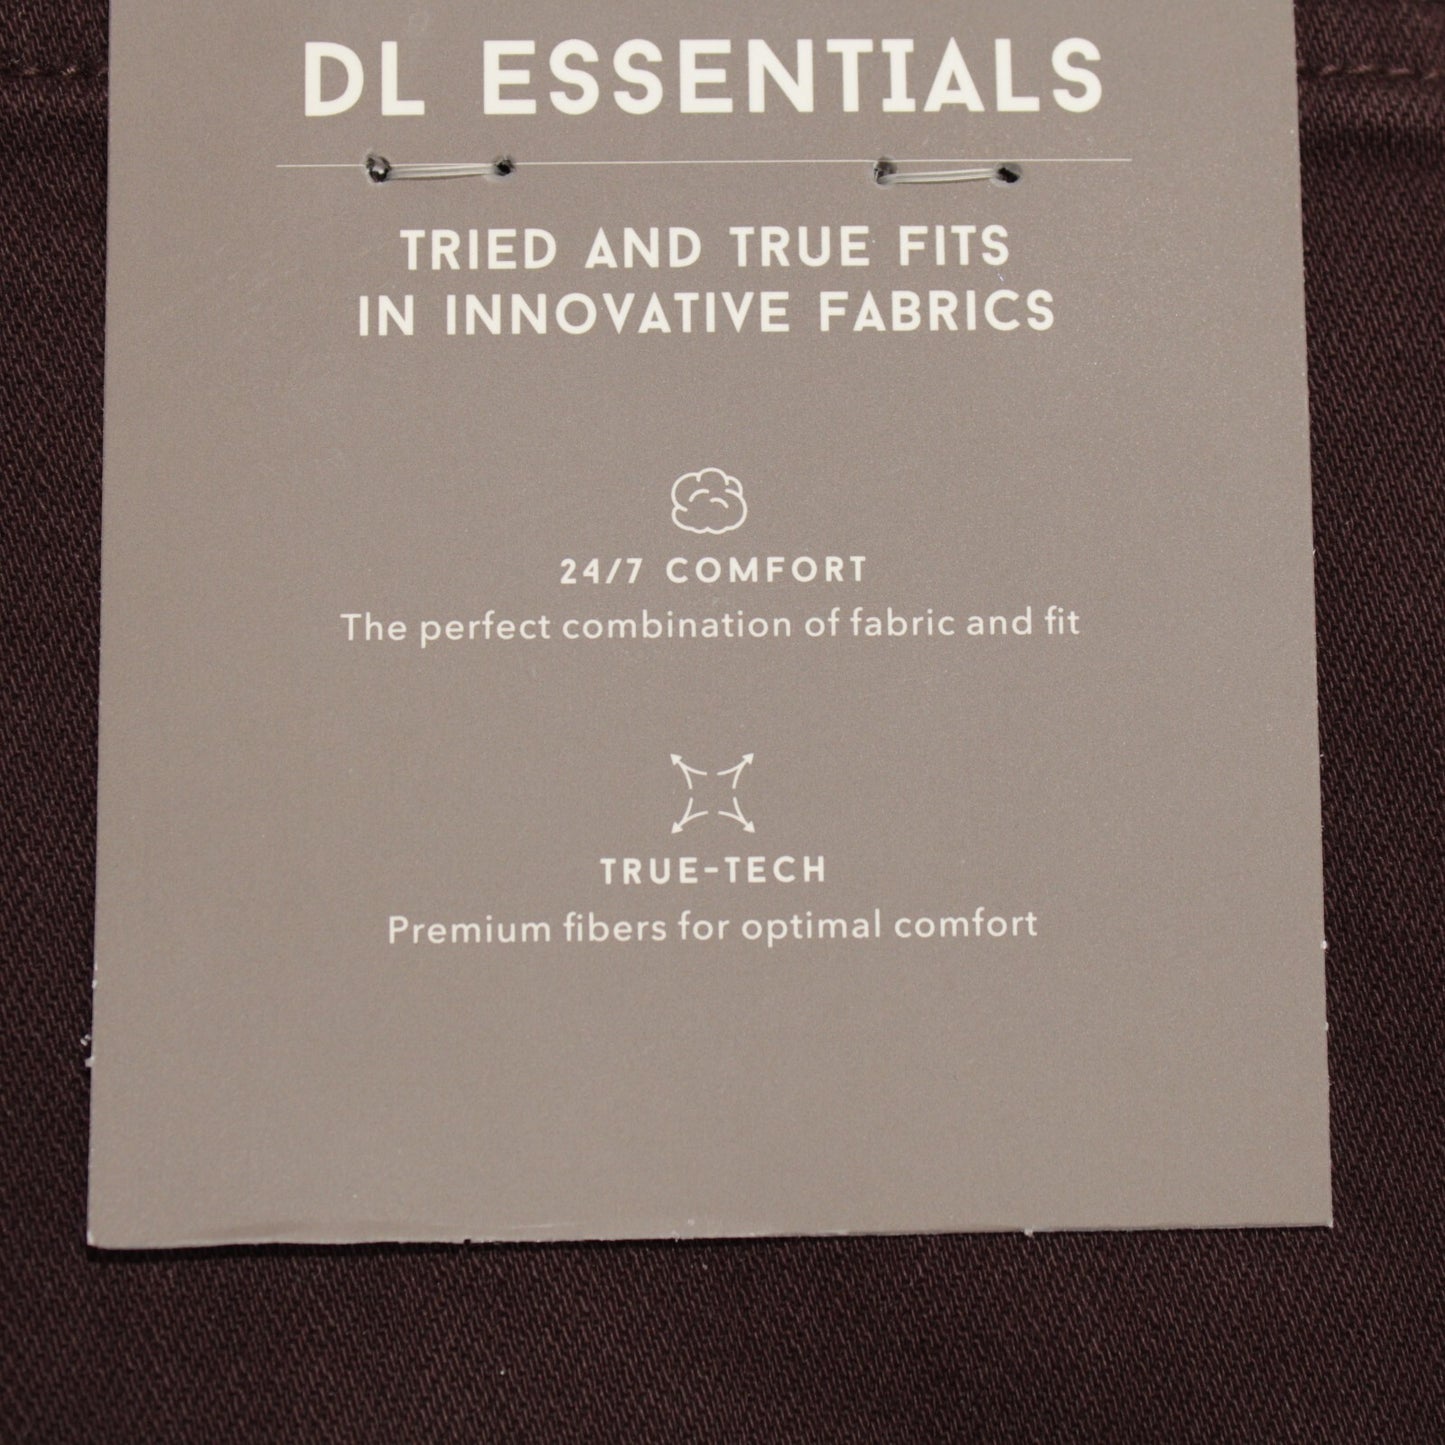 DL ESSENTIALS
TRIED AND TRUE FITS
IN INNOVATIVE FABRICS
24/7 COMFORT
The perfect combination of fabric and fit
TRUE-TECH
Premium fibers for optimal comfort